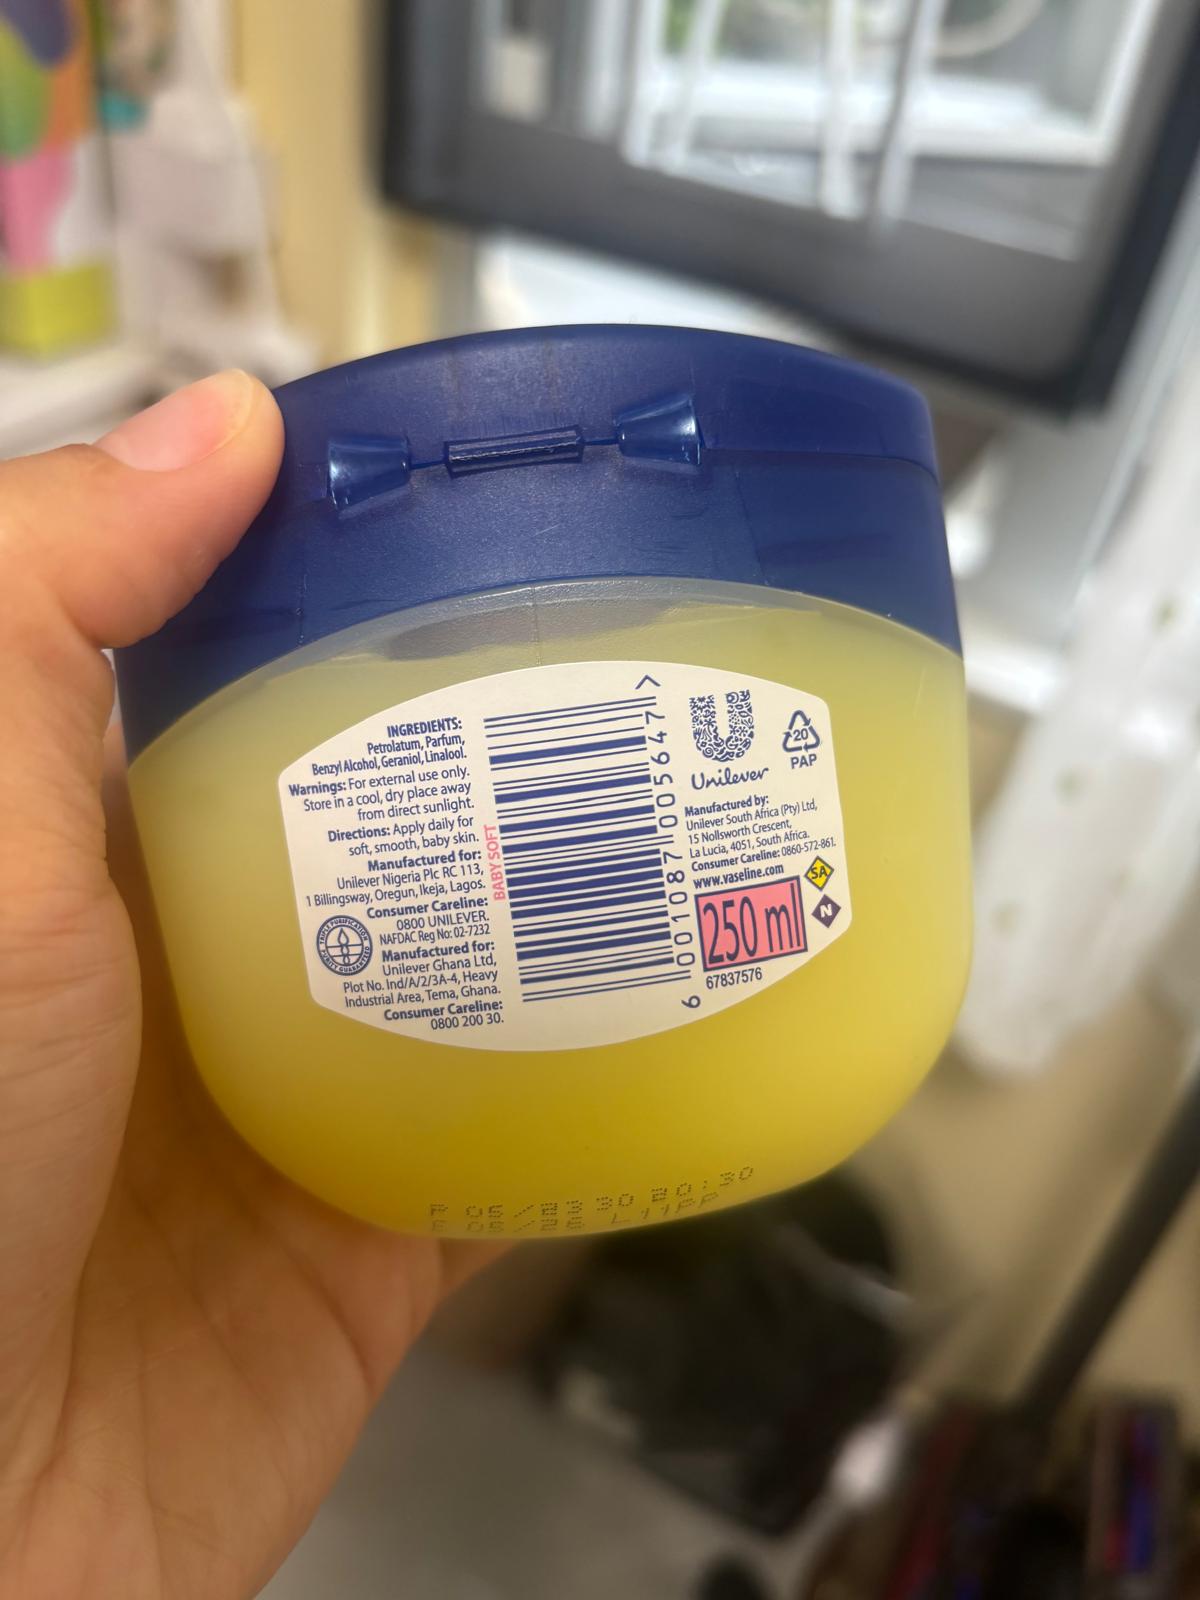 INGREDIENTS:
Petrolatum, Parfum,
Benzyl Alcohol, Geraniol, Linalool.
Warnings: For external use only.
Store in a cool, dry place away
from direct sunlight.
Directions: Apply daily for
soft, smooth, baby skin.
Manufactured for:
Unilever Nigeria Plc RC 113,
1 Billingsway, Oregun, Ikeja, Lagos.
Consumer Careline:
0800 UNILEVER.
NAFDAC Reg No: 02-7232
Manufactured for:
Unilever Ghana Ltd,
Plot No. Ind/A/2/3A-4, Heavy
Industrial Area, Tema, Ghana.
Consumer Careline:
0800 200 30.
TRIPLE PURIFICATION
PURITY GUARANTEED
BABY SOFT
6 001087 005647 >
U
Unilever
20
PAP
Manufactured by:
Unilever South Africa (Pty) Ltd,
15 Nollsworth Crescent,
La Lucia, 4051, South Africa.
Consumer Careline: 0860-572-861.
www.vaseline.com
SA
N
250 ml
67837576